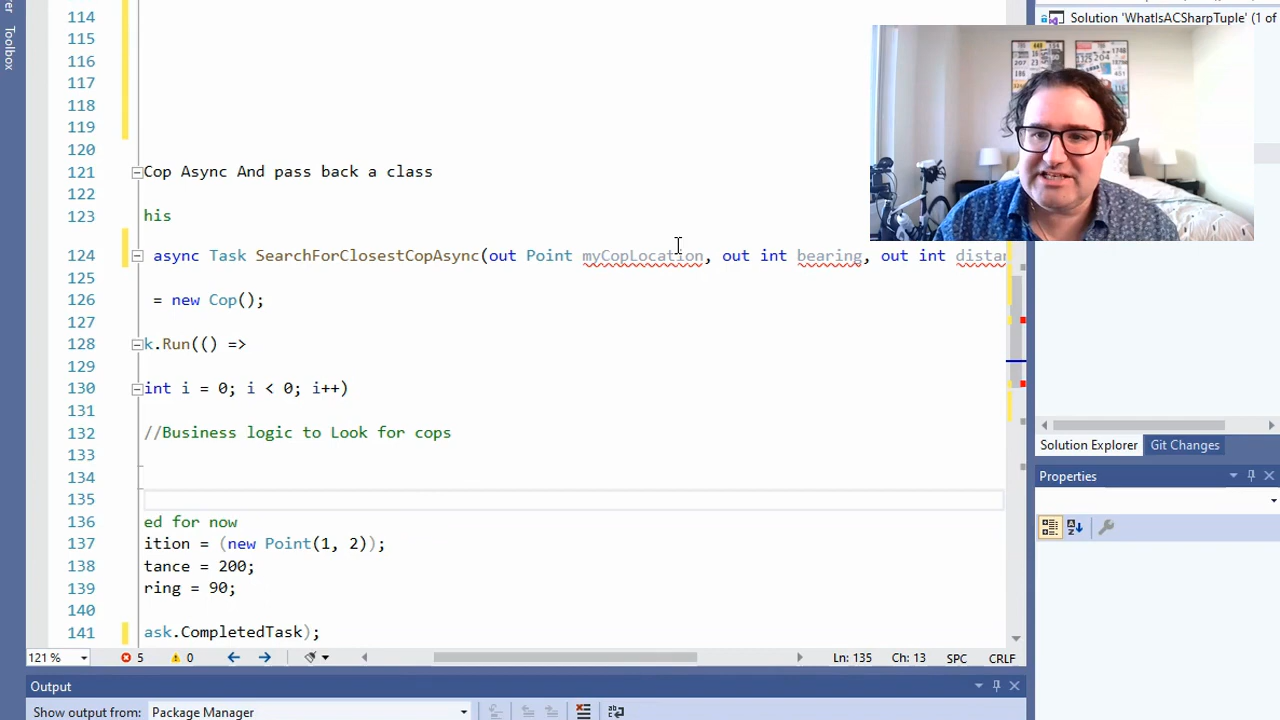 Toolbox
Solution 'WhatIsACSharpTuple' (1 of
114
115
116
117
118
119
120
121 Cop Async And pass back a class
122
123 his
124 async Task SearchForClosestCopAsync(out Point myCopLocation, out int bearing, out int distan
125
126 = new Cop();
127
128 k.Run(() =>
129
130 int i = 0; i < 0; i++)
131
132 //Business logic to Look for cops
133
134
135
136 ed for now
137 ition = (new Point(1, 2));
138 tance = 200;
139 ring = 90;
140
141 ask.CompletedTask);
121 % 5 0 Ln: 135 Ch: 13 SPC CRLF
Solution Explorer Git Changes
Properties
Output
Show output from: Package Manager